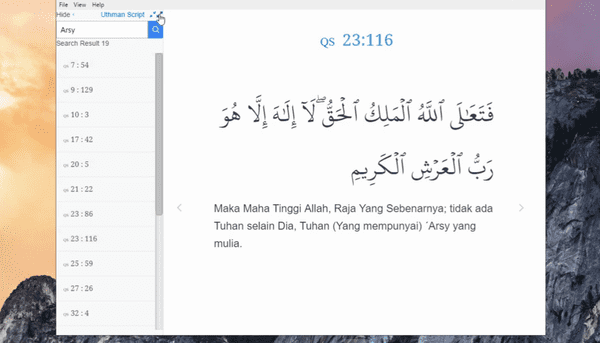 File View Help
Hide
Uthman Script
Arsy
Search Result 19
QS 7 : 54
QS 9 : 129
QS 10 : 3
QS 17 : 42
QS 20 : 5
QS 21 : 22
QS 23 : 86
QS 23 : 116
QS 25 : 59
QS 27 : 26
QS 32 : 4
QS 23:116
فَتَعَٰلَى ٱللَّهُ ٱلْمَلِكُ ٱلْحَقُّ ۖ لَآ إِلَٰهَ إِلَّا هُوَ
رَبُّ ٱلْعَرْشِ ٱلْكَرِيمِ
Maka Maha Tinggi Allah, Raja Yang Sebenarnya; tidak ada
Tuhan selain Dia, Tuhan (Yang mempunyai) ´Arsy yang
mulia.